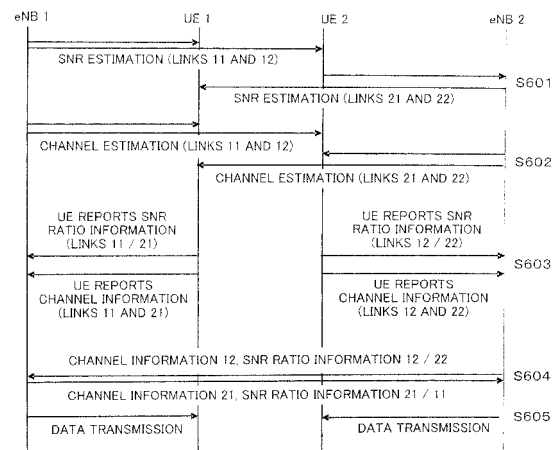 eNB 1 UE 1 UE 2 eNB 2
SNR ESTIMATION (LINKS 11 AND 12)
S601
SNR ESTIMATION (LINKS 21 AND 22)
CHANNEL ESTIMATION (LINKS 11 AND 12)
S602
CHANNEL ESTIMATION (LINKS 21 AND 22)
UE REPORTS SNR
RATIO INFORMATION
(LINKS 11 / 21)
UE REPORTS SNR
RATIO INFORMATION
(LINKS 12 / 22)
S603
UE REPORTS
CHANNEL INFORMATION
(LINKS 11 AND 21)
UE REPORTS
CHANNEL INFORMATION
(LINKS 12 AND 22)
CHANNEL INFORMATION 12, SNR RATIO INFORMATION 12 / 22
S604
CHANNEL INFORMATION 21, SNR RATIO INFORMATION 21 / 11
S605
DATA TRANSMISSION
DATA TRANSMISSION